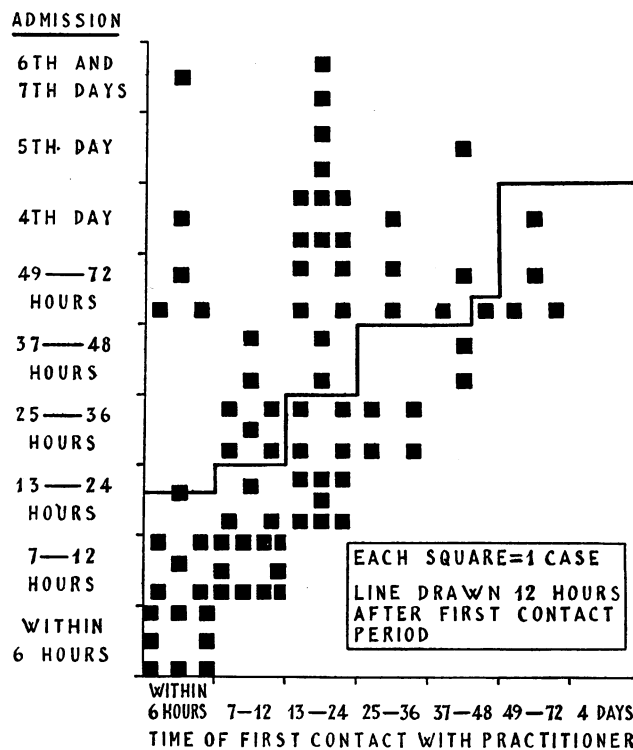 ADMISSION
6TH AND
7TH DAYS
5TH DAY
4TH DAY
49—72
HOURS
37—48
HOURS
25—36
HOURS
13—24
HOURS
7—12
HOURS
WITHIN
6 HOURS
EACH SQUARE=1 CASE
LINE DRAWN 12 HOURS
AFTER FIRST CONTACT
PERIOD
WITHIN
6 HOURS 7—12 13—24 25—36 37—48 49—72 4 DAYS
TIME OF FIRST CONTACT WITH PRACTITIONER